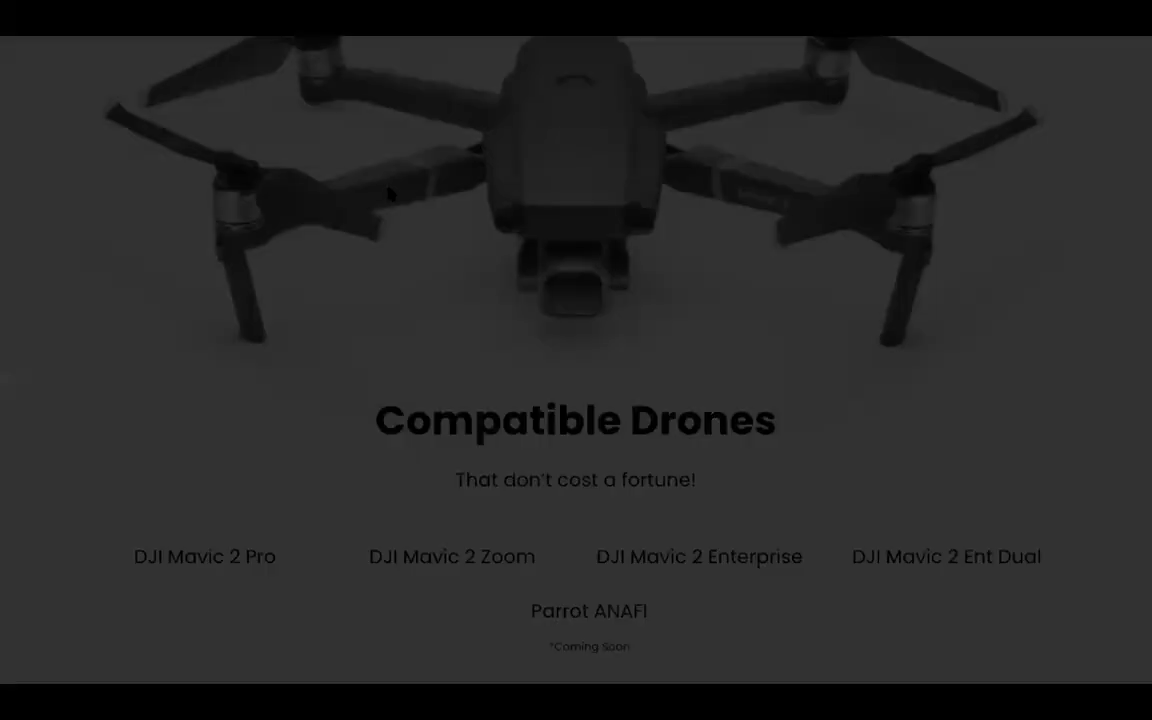 Compatible Drones
That don't cost a fortune!
DJI Mavic 2 Pro
DJI Mavic 2 Zoom
DJI Mavic 2 Enterprise
DJI Mavic 2 Ent Dual
Parrot ANAFI
*Coming Soon